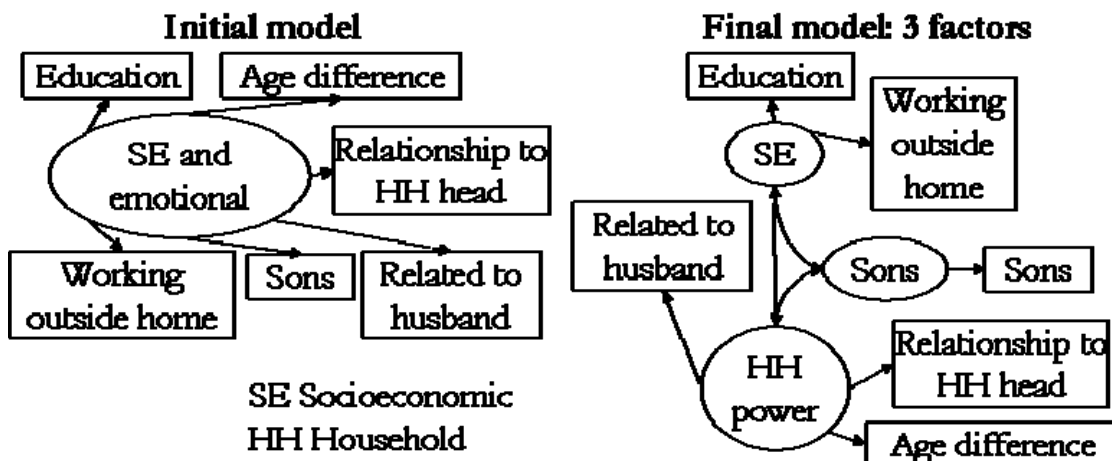 Initial model
Education
Age difference
SE and
emotional
Relationship to
HH head
Working
outside home
Sons
Related to
husband
SE Socioeconomic
HH Household
Final model: 3 factors
Education
Working
outside
home
SE
Related to
husband
Sons
Sons
HH
power
Relationship to
HH head
Age difference